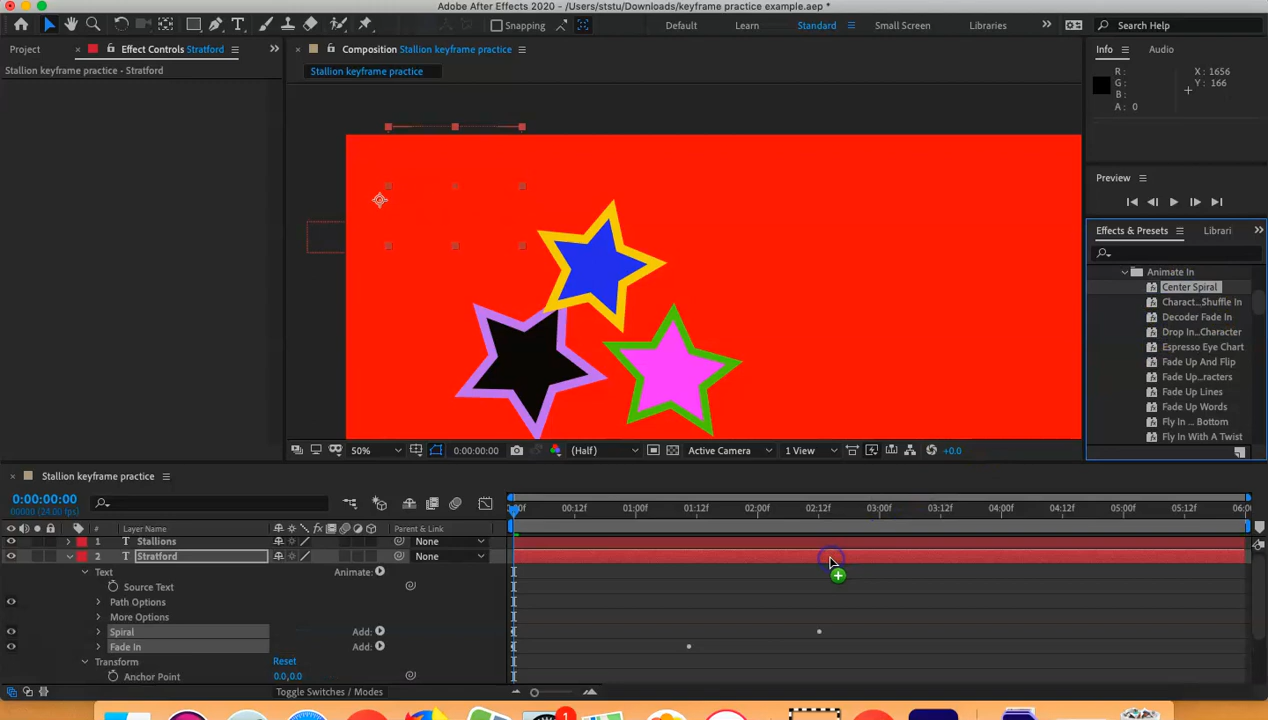 Adobe After Effects 2020 - /Users/ststu/Downloads/keyframe practice example.aep *
Snapping
Default
Standard
Small Screen
Libraries
Search Help
Project
Effect Controls Stratford
Composition Stallion keyframe practice
Info
Audio
Stallion keyframe practice - Stratford
Stallion keyframe practice
R :
G :
B :
A : 0
X : 1656
Y : 166
Preview
Effects & Presets
Librari
Animate In
Center Spiral
Charact...Shuffle In
Decoder Fade In
Drop In...Character
Espresso Eye Chart
Fade Up And Flip
Fade Up...racters
Fade Up Lines
Fade Up Words
Fly In ... Bottom
Fly In With A Twist
50%
0:00:00:00
(Half)
Active Camera
1 View
+0.0
Stallion keyframe practice
0:00:00:00
00000 (24.00 fps)
00:12f
01:00f
01:12f
02:00f
02:12f
03:00f
03:12f
04:00f
04:12f
05:00f
05:12f
06:0
#
Layer Name
fx
Parent & Link
1 T Stallions
None
2 T Stratford
None
Text
Animate:
Source Text
Path Options
More Options
Spiral
Add:
Fade In
Add:
Transform
Reset
Anchor Point
0.0,0.0
Toggle Switches / Modes
1